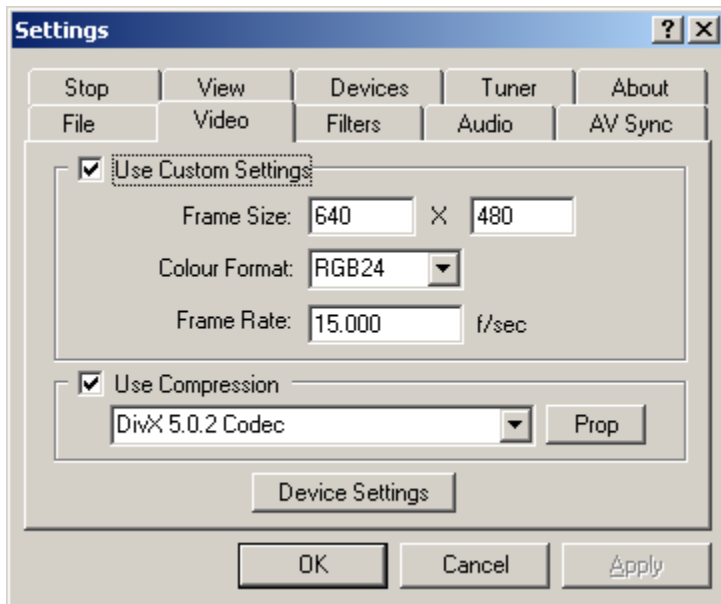 Settings
Stop View Devices Tuner About
File Video Filters Audio AV Sync
Use Custom Settings
Frame Size: 640 X 480
Colour Format: RGB24
Frame Rate: 15.000 f/sec
Use Compression
DivX 5.0.2 Codec Prop
Device Settings
OK Cancel Apply